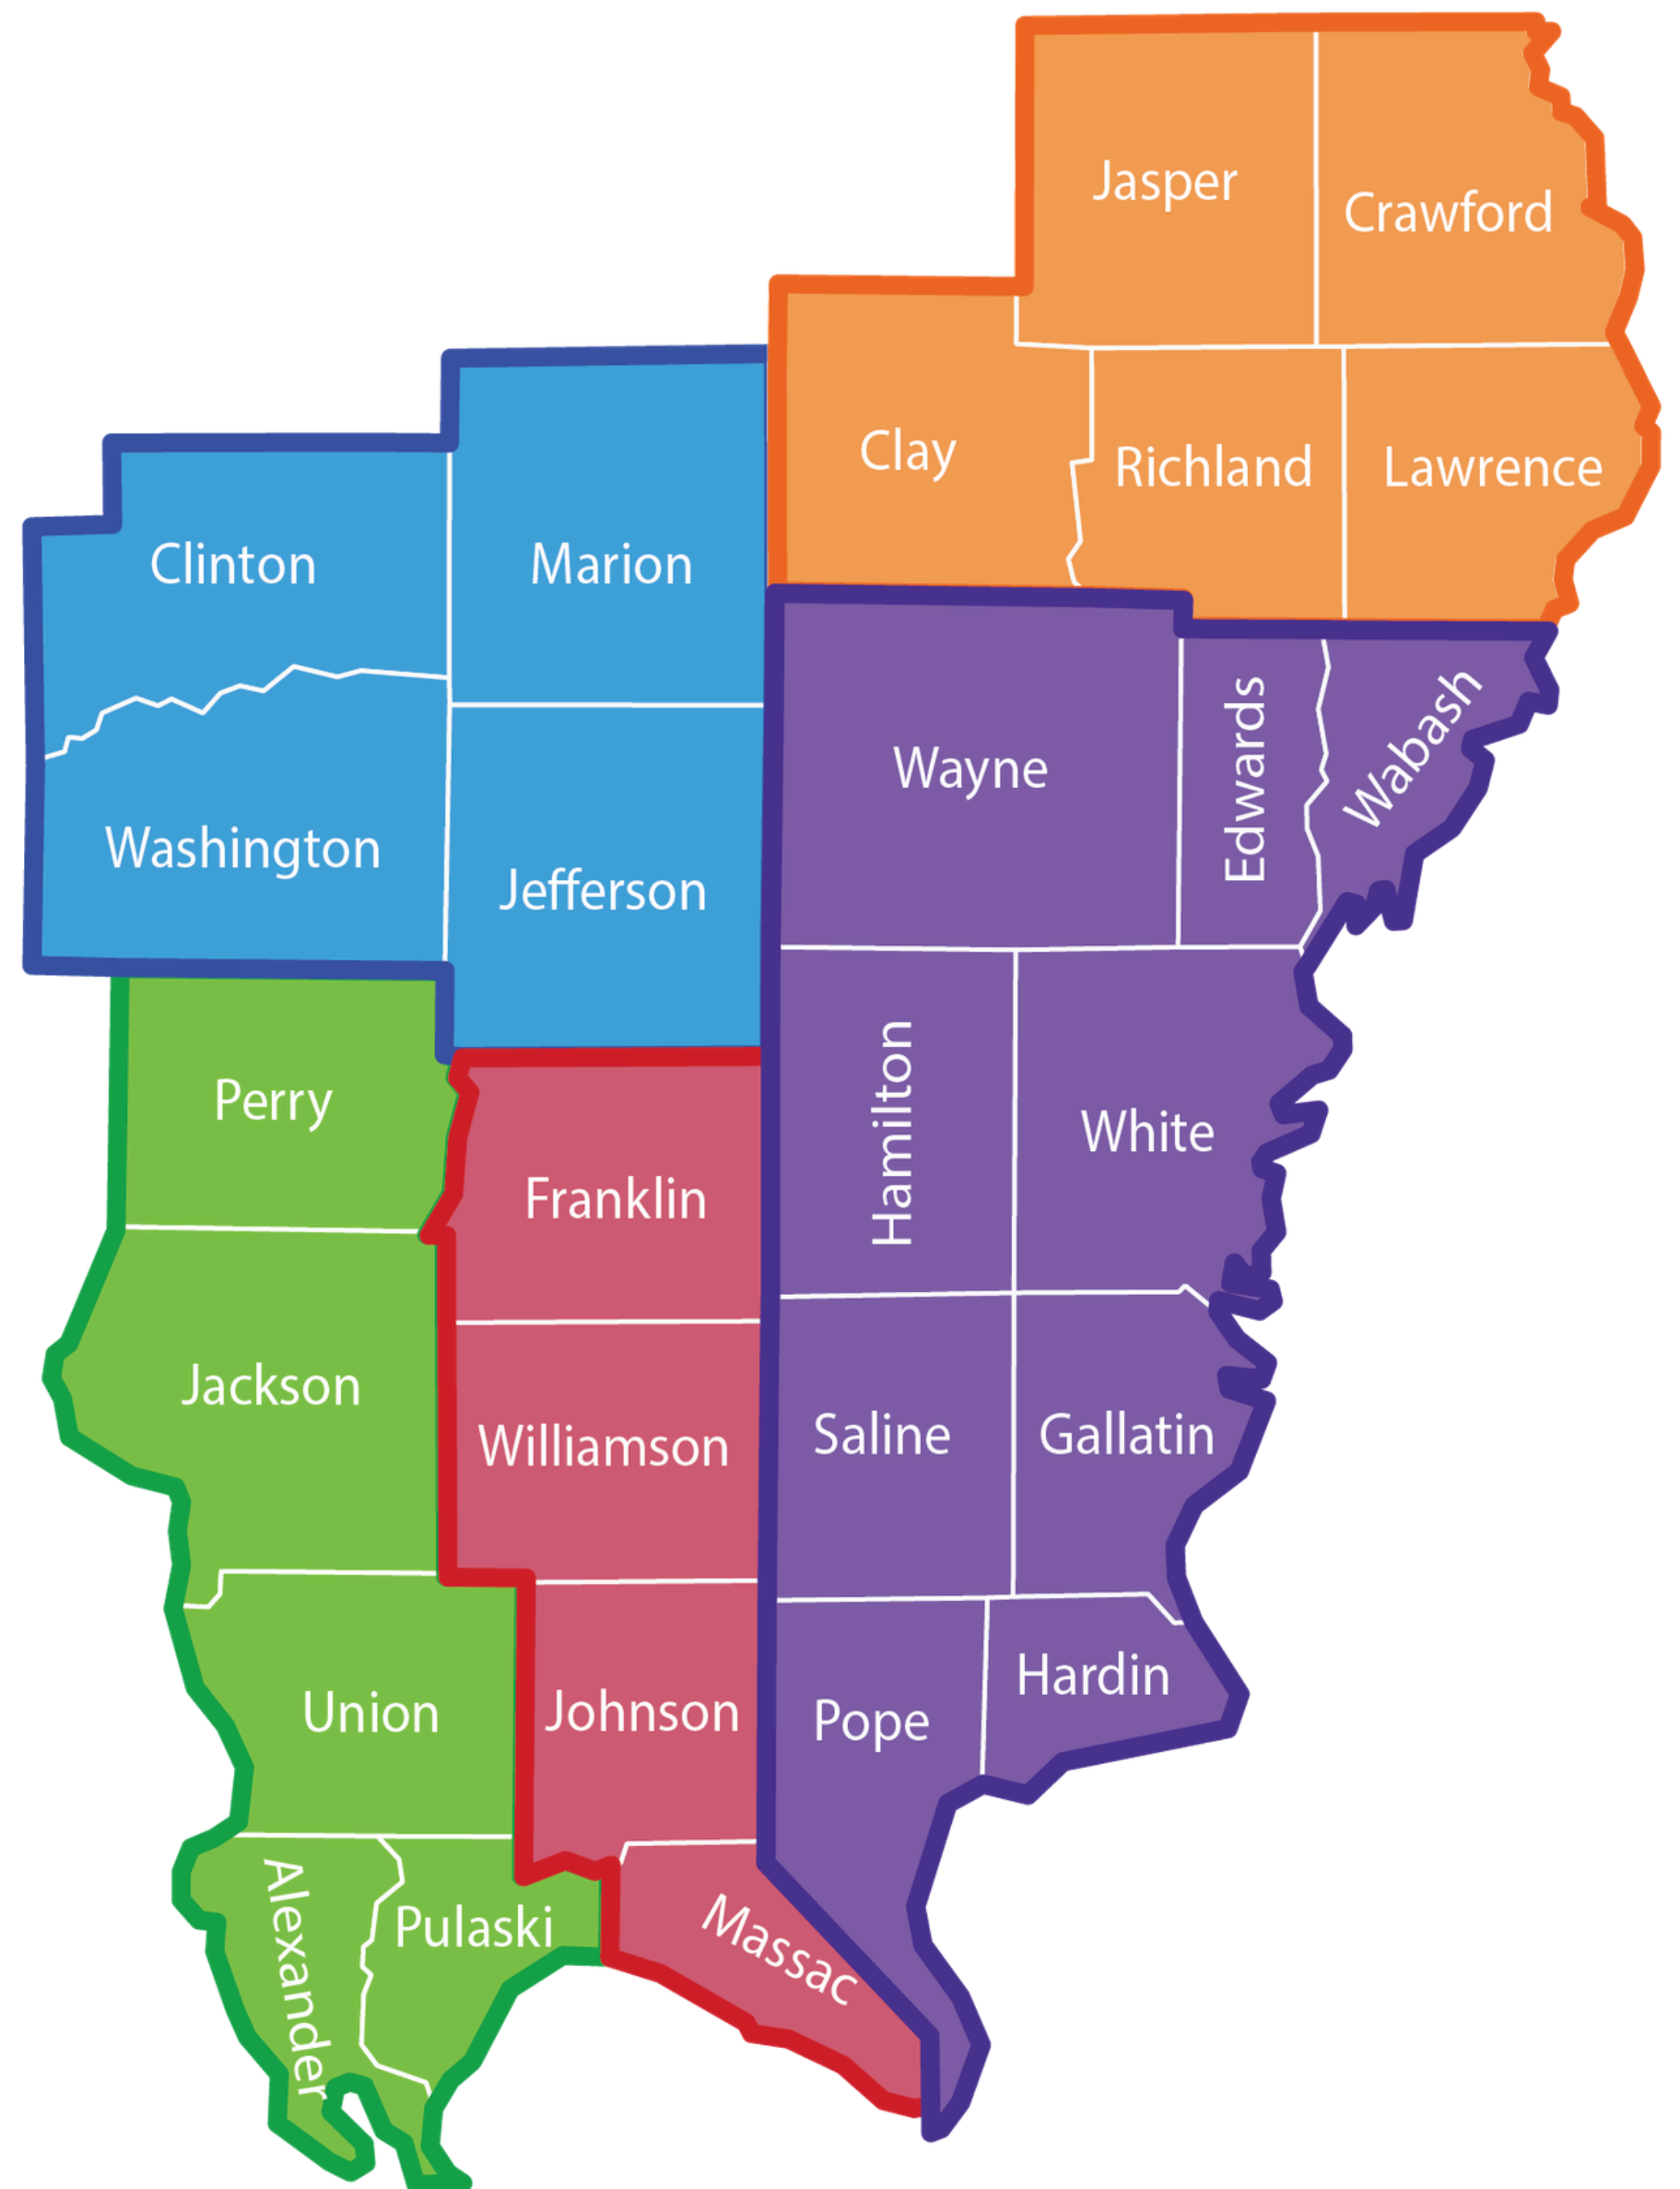 Jasper
Crawford
Clay
Richland
Lawrence
Clinton
Marion
Washington
Jefferson
Wayne
Edwards
Wabash
Perry
Franklin
Hamilton
White
Jackson
Williamson
Saline
Gallatin
Union
Johnson
Pope
Hardin
Alexander
Pulaski
Massac